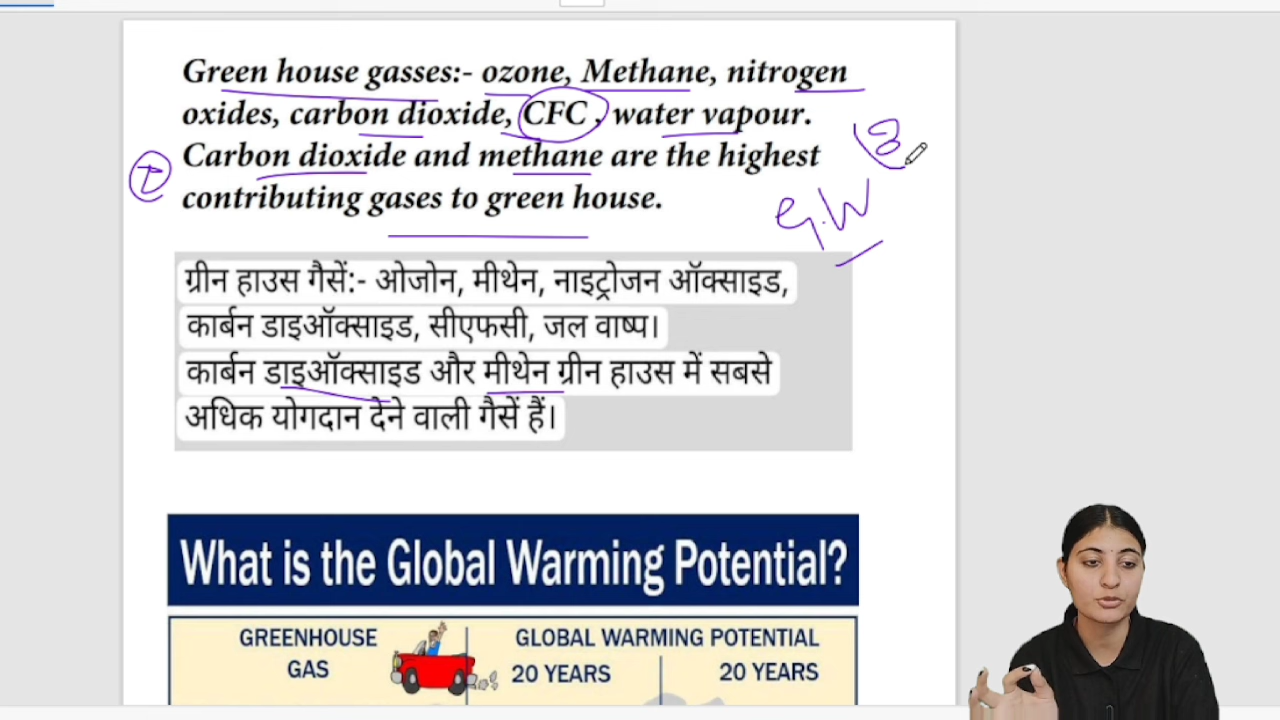 Green house gasses:- ozone, Methane, nitrogen
oxides, carbon dioxide, CFC, water vapour.
Carbon dioxide and methane are the highest
contributing gases to green house.
G.W
ग्रीन हाउस गैसें:- ओजोन, मीथेन, नाइट्रोजन ऑक्साइड,
कार्बन डाइऑक्साइड, सीएफसी, जल वाष्प।
कार्बन डाइऑक्साइड और मीथेन ग्रीन हाउस में सबसे
अधिक योगदान देने वाली गैसें हैं।
What is the Global Warming Potential?
GREENHOUSE
GAS
GLOBAL WARMING POTENTIAL
20 YEARS 20 YEARS